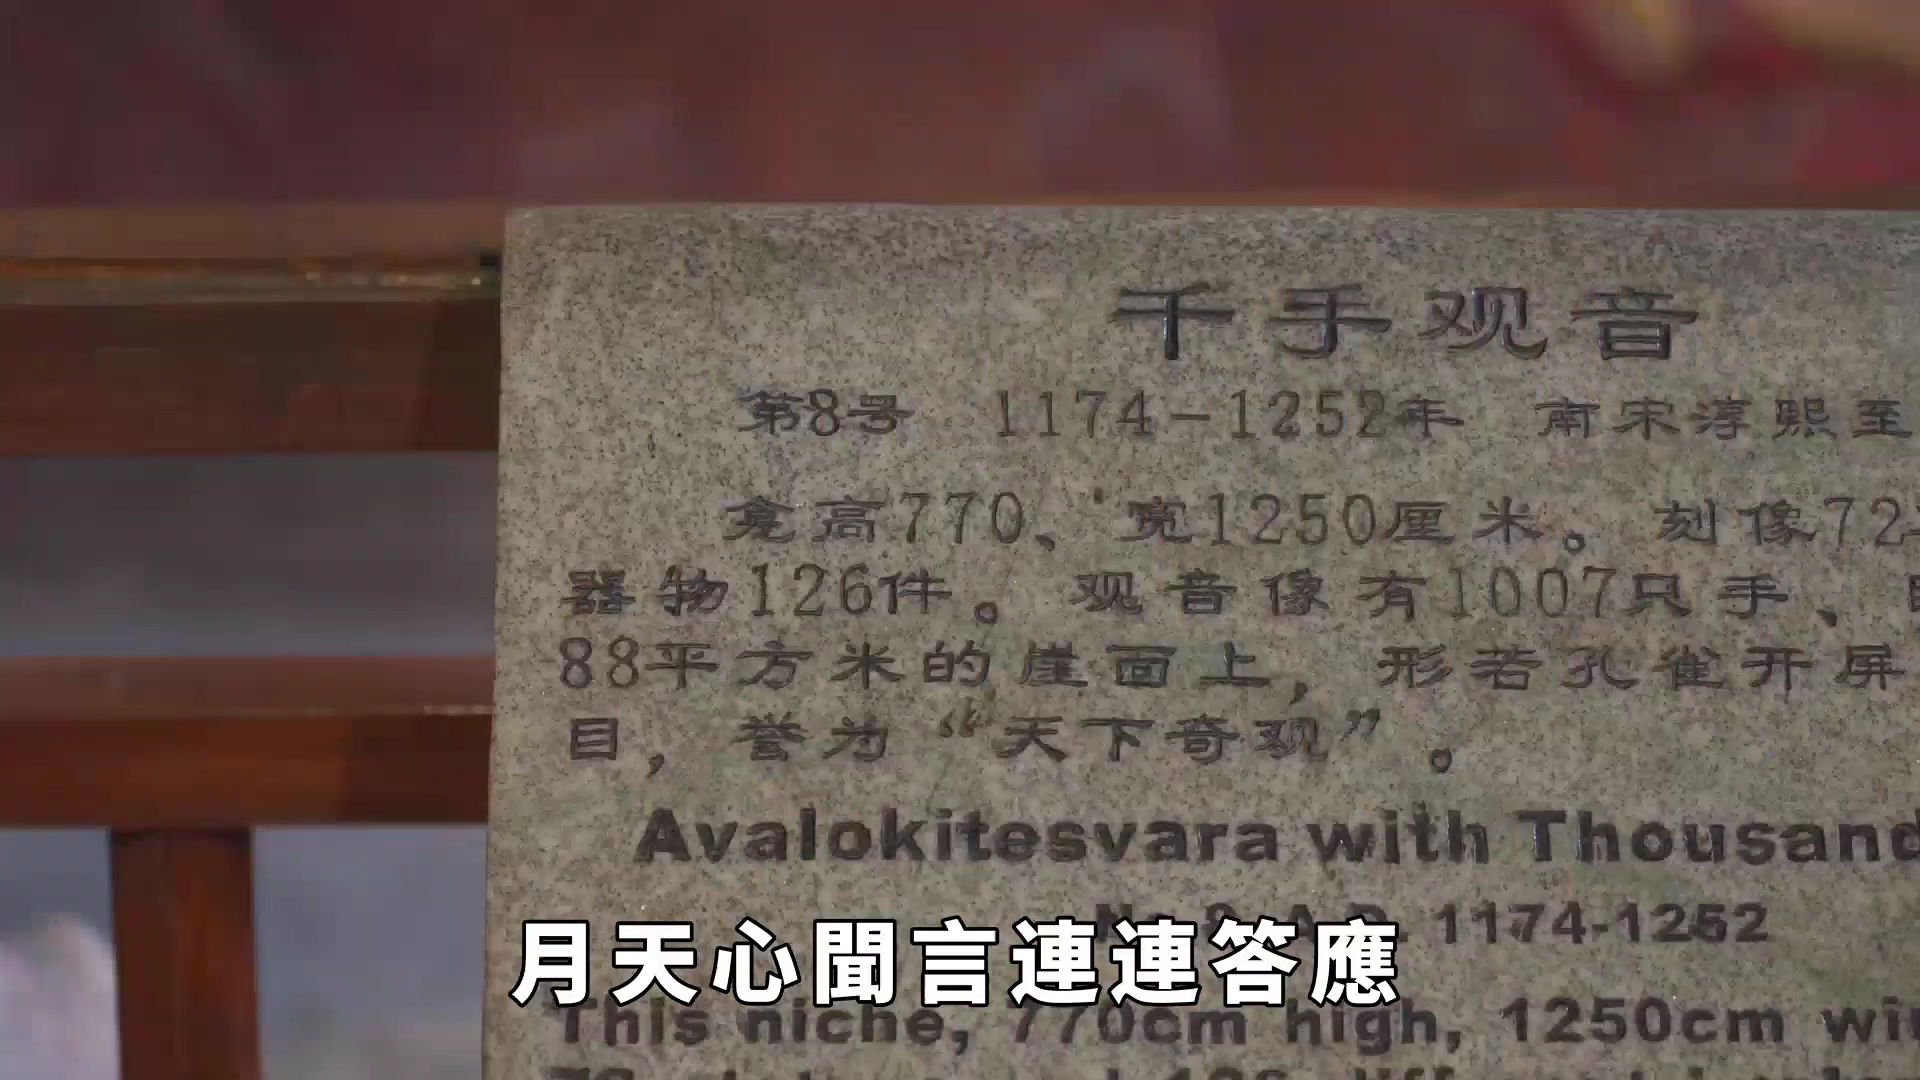 千手观音
第8号 1174-1252年 南宋淳熙至
龛高770、宽1250厘米。刻像72
器物126件。观音像有1007只手、
88平方米的崖面上，形若孔雀开屏
目，誉为“天下奇观”。
Avalokitesvara with Thousand
No.8 A.D. 1174-1252
月天心聞言連連答應
This niche, 770cm high, 1250cm